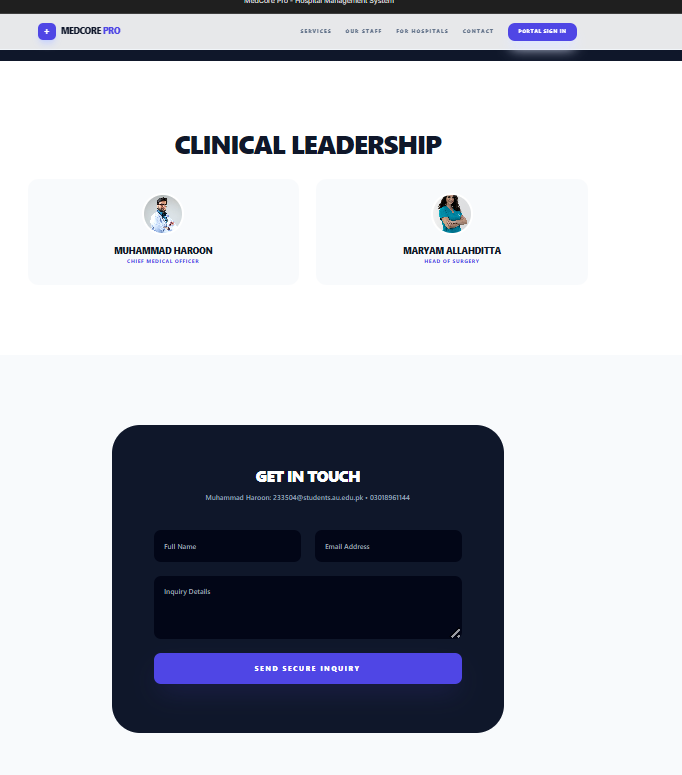 MedCore Pro - Hospital Management System
+ MEDCORE PRO SERVICES OUR STAFF FOR HOSPITALS CONTACT PORTAL SIGN IN
CLINICAL LEADERSHIP
MUHAMMAD HAROON
CHIEF MEDICAL OFFICER
MARYAM ALLAHDITTA
HEAD OF SURGERY
GET IN TOUCH
Muhammad Haroon: 233504@students.au.edu.pk • 03018961144
Full Name Email Address
Inquiry Details
SEND SECURE INQUIRY